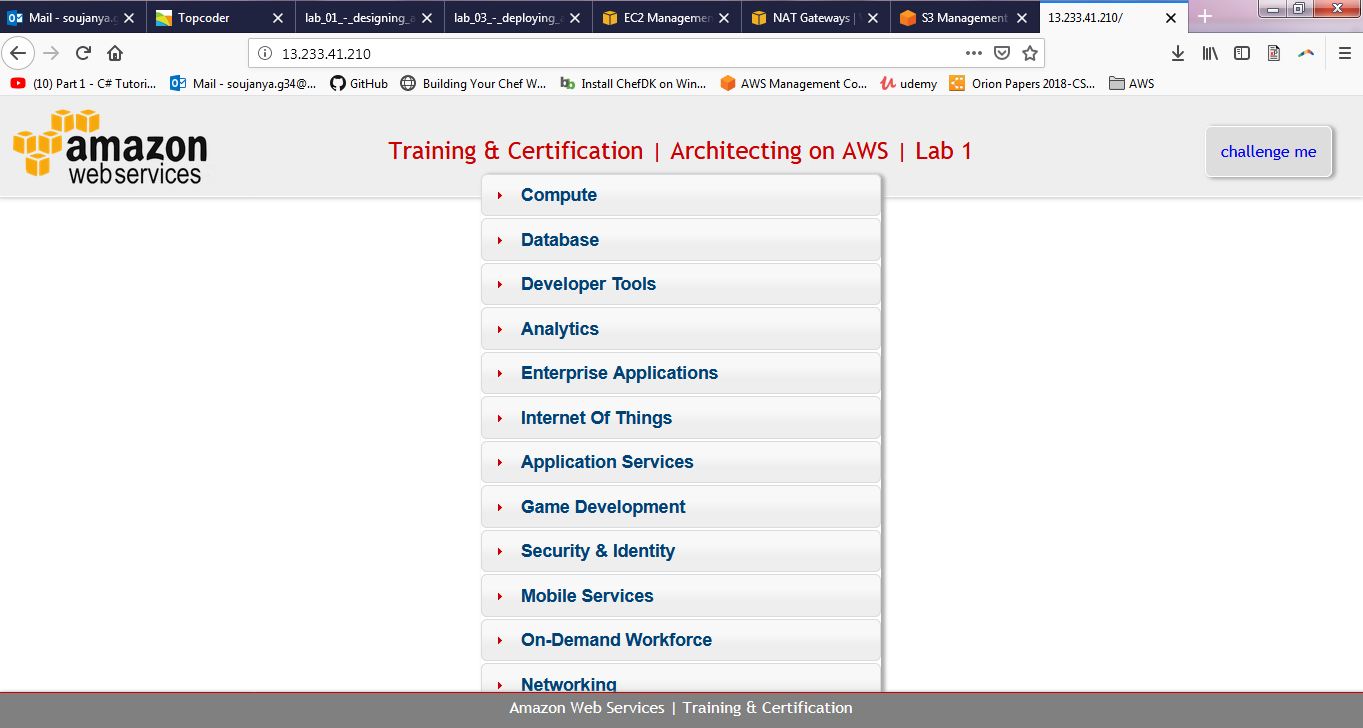 Mail - soujanya.g
Topcoder
lab_01_-_designing_a
lab_03_-_deploying_a
EC2 Managemen
NAT Gateways | V
S3 Management
13.233.41.210/
13.233.41.210
(10) Part 1 - C# Tutori...
Mail - soujanya.g34@...
GitHub
Building Your Chef W...
Install ChefDK on Win...
AWS Management Co...
udemy
Orion Papers 2018-CS...
AWS
amazon
webservices
Training & Certification | Architecting on AWS | Lab 1
challenge me
Compute
Database
Developer Tools
Analytics
Enterprise Applications
Internet Of Things
Application Services
Game Development
Security & Identity
Mobile Services
On-Demand Workforce
Networking
Amazon Web Services | Training & Certification